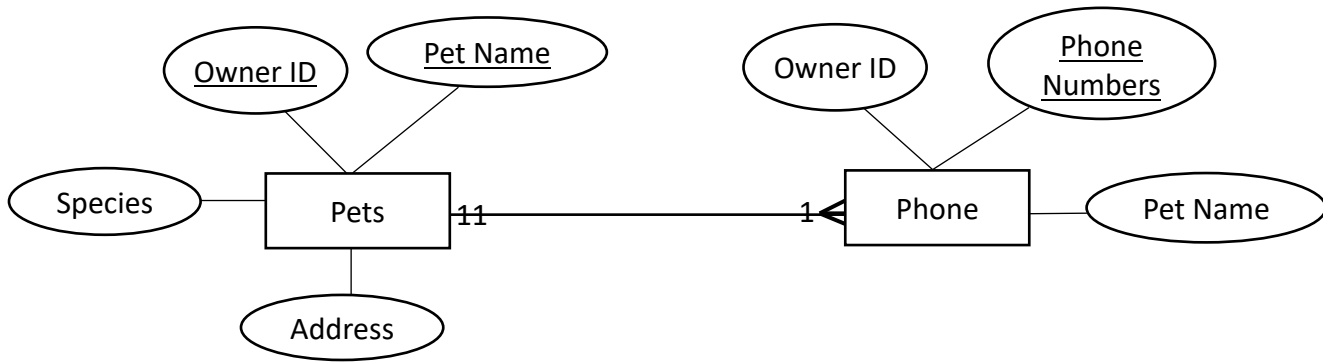 Owner ID
Pet Name
Owner ID
Phone
Numbers
Species
Pets
11
1
Phone
Pet Name
Address